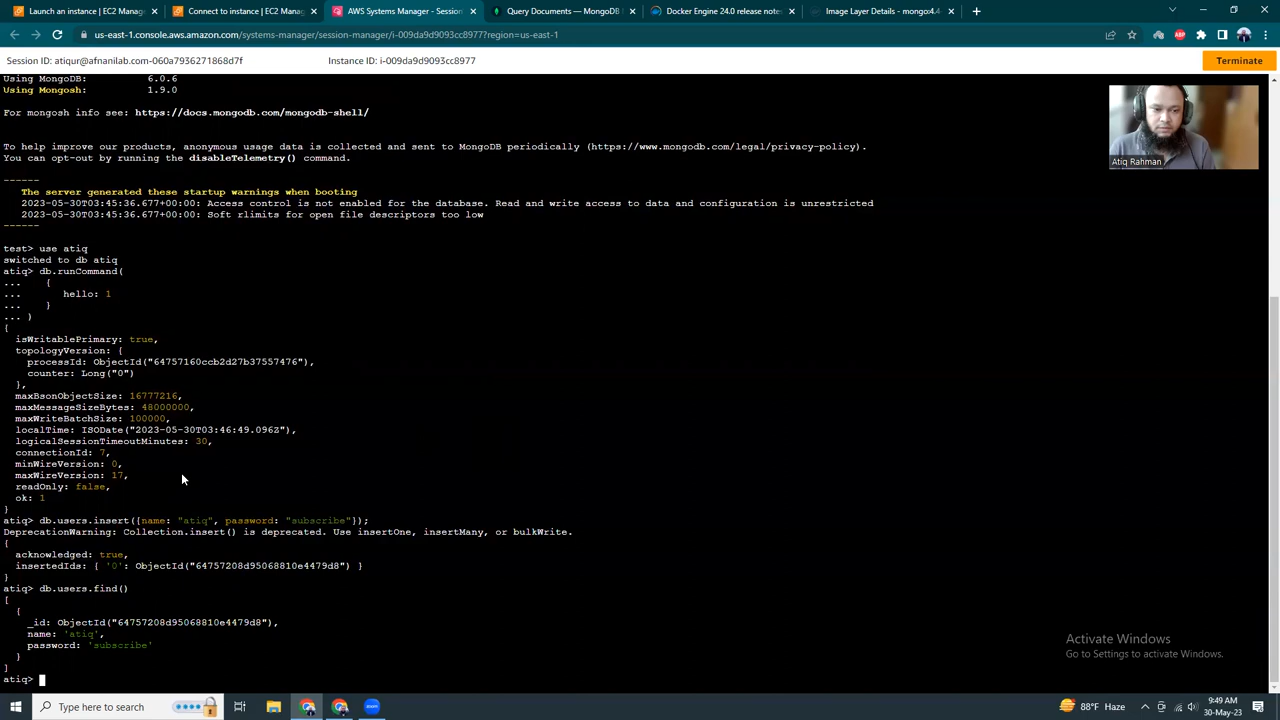 Launch an instance | EC2 Manag
Connect to instance | EC2 Manag
AWS Systems Manager - Session
Query Documents — MongoDB
Docker Engine 24.0 release notes
Image Layer Details - mongo4.4-
us-east-1.console.aws.amazon.com/systems-manager/session-manager/i-009da9d9093cc8977?region=us-east-1
Session ID: atiqur@afnanilab.com-060a7936271868d7f
Instance ID: i-009da9d9093cc8977
Terminate
Using MongoDB: 6.0.6
Using Mongosh: 1.9.0
For mongosh info see: https://docs.mongodb.com/mongodb-shell/
To help improve our products, anonymous usage data is collected and sent to MongoDB periodically (https://www.mongodb.com/legal/privacy-policy).
You can opt-out by running the disableTelemetry() command.
------
The server generated these startup warnings when booting
2023-05-30T03:45:36.677+00:00: Access control is not enabled for the database. Read and write access to data and configuration is unrestricted
2023-05-30T03:45:36.677+00:00: Soft rlimits for open file descriptors too low
------
test> use atiq
switched to db atiq
atiq> db.runCommand(
... {
... hello: 1
... }
... )
{
isWritablePrimary: true,
topologyVersion: {
processId: ObjectId("64757160ccb2d27b37557476"),
counter: Long("0")
},
maxBsonObjectSize: 16777216,
maxMessageSizeBytes: 48000000,
maxWriteBatchSize: 100000,
localTime: ISODate("2023-05-30T03:46:49.096Z"),
logicalSessionTimeoutMinutes: 30,
connectionId: 7,
minWireVersion: 0,
maxWireVersion: 17,
readOnly: false,
ok: 1
}
atiq> db.users.insert({name: "atiq", password: "subscribe"});
DeprecationWarning: Collection.insert() is deprecated. Use insertOne, insertMany, or bulkWrite.
{
acknowledged: true,
insertedIds: { '0': ObjectId("64757208d95068810e4479d8") }
}
atiq> db.users.find()
[
{
_id: ObjectId("64757208d95068810e4479d8"),
name: 'atiq',
password: 'subscribe'
}
]
atiq>
Atiq Rahman
Activate Windows
Go to Settings to activate Windows.
Type here to search
88°F Haze
9:49 AM
30-May-23